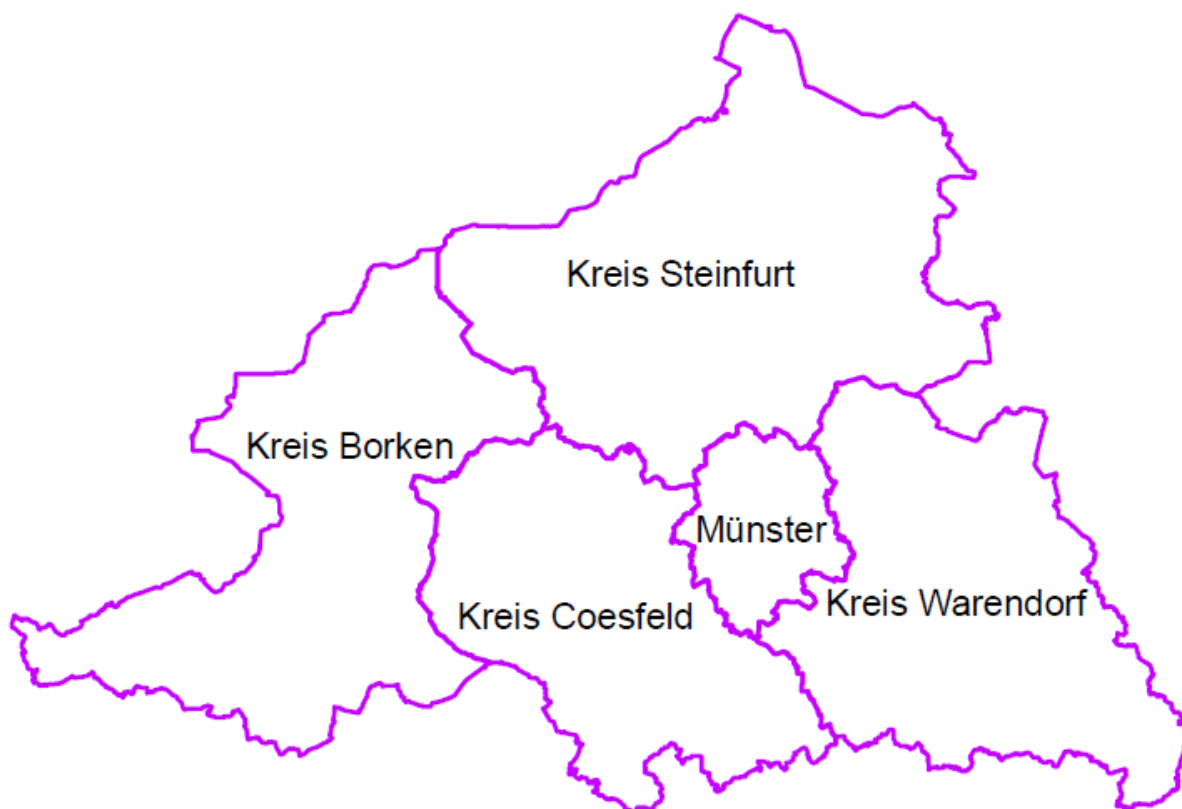 Kreis Steinfurt
Kreis Borken
Münster
Kreis Coesfeld
Kreis Warendorf